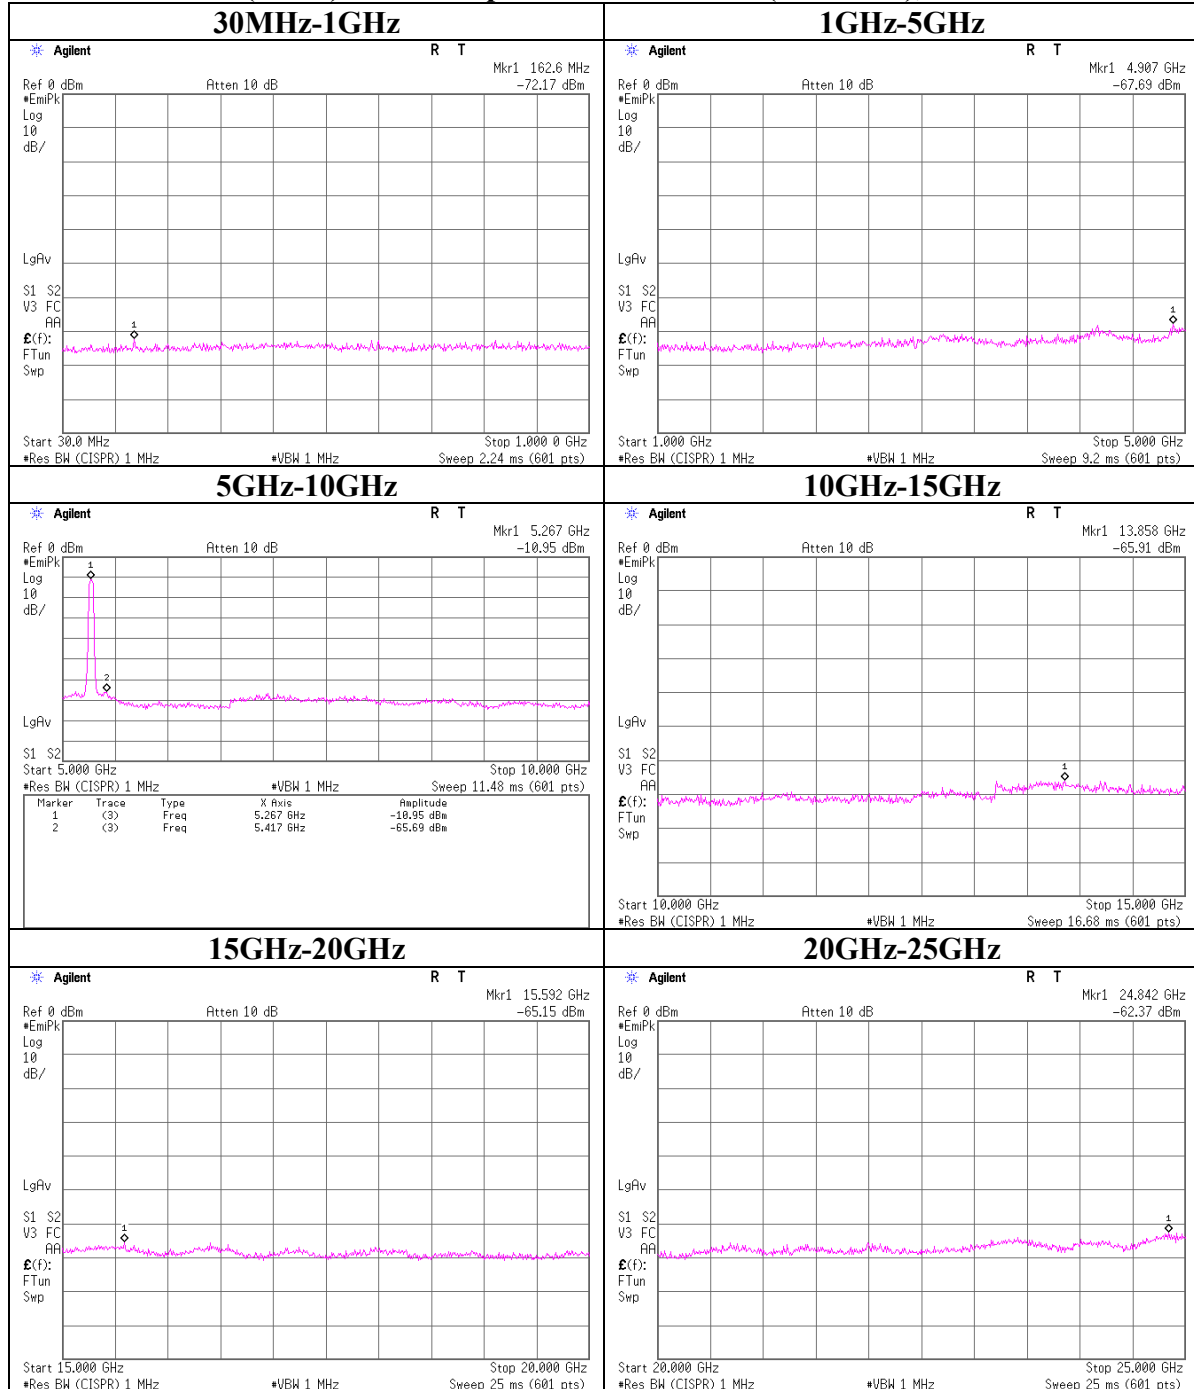 30MHz-1GHz
1GHz-5GHz
Agilent R T
Mkr1 162.6 MHz
Ref 0 dBm Atten 10 dB -72.17 dBm
#EmiPk
Log
10
dB/
LgAv
S1 S2
V3 FC
AA
£(f):
FTun
Swp
1
Start 30.0 MHz Stop 1.000 0 GHz
#Res BW (CISPR) 1 MHz #VBW 1 MHz Sweep 2.24 ms (601 pts)
Agilent R T
Mkr1 4.907 GHz
Ref 0 dBm Atten 10 dB -67.69 dBm
#EmiPk
Log
10
dB/
LgAv
S1 S2
V3 FC
AA
£(f):
FTun
Swp
1
Start 1.000 GHz Stop 5.000 GHz
#Res BW (CISPR) 1 MHz #VBW 1 MHz Sweep 9.2 ms (601 pts)
5GHz-10GHz
10GHz-15GHz
Agilent R T
Mkr1 5.267 GHz
Ref 0 dBm Atten 10 dB -10.95 dBm
#EmiPk
Log
10
dB/
1
2
LgAv
S1 S2
Start 5.000 GHz Stop 10.000 GHz
#Res BW (CISPR) 1 MHz #VBW 1 MHz Sweep 11.48 ms (601 pts)
Marker Trace Type X Axis Amplitude
1 (3) Freq 5.267 GHz -10.95 dBm
2 (3) Freq 5.417 GHz -65.69 dBm
Agilent R T
Mkr1 13.858 GHz
Ref 0 dBm Atten 10 dB -65.91 dBm
#EmiPk
Log
10
dB/
LgAv
S1 S2
V3 FC
AA
£(f):
FTun
Swp
1
Start 10.000 GHz Stop 15.000 GHz
#Res BW (CISPR) 1 MHz #VBW 1 MHz Sweep 16.68 ms (601 pts)
15GHz-20GHz
20GHz-25GHz
Agilent R T
Mkr1 15.592 GHz
Ref 0 dBm Atten 10 dB -65.15 dBm
#EmiPk
Log
10
dB/
LgAv
S1 S2
V3 FC
AA
£(f):
FTun
Swp
1
Start 15.000 GHz Stop 20.000 GHz
#Res BW (CISPR) 1 MHz #VBW 1 MHz Sweep 25 ms (601 pts)
Agilent R T
Mkr1 24.842 GHz
Ref 0 dBm Atten 10 dB -62.37 dBm
#EmiPk
Log
10
dB/
LgAv
S1 S2
V3 FC
AA
£(f):
FTun
Swp
1
Start 20.000 GHz Stop 25.000 GHz
#Res BW (CISPR) 1 MHz #VBW 1 MHz Sweep 25 ms (601 pts)